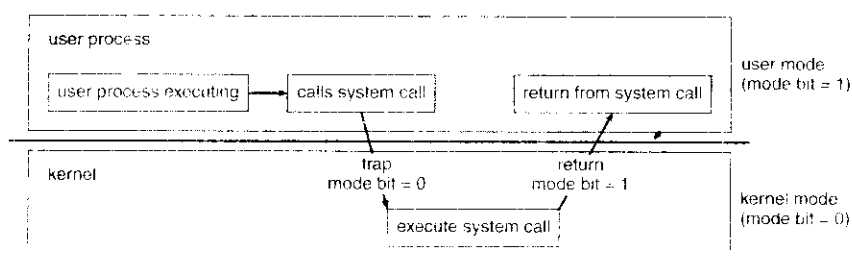 user process
user process executing
calls system call
return from system call
user mode
(mode bit = 1)
trap
mode bit = 0
return
mode bit = 1
kernel
execute system call
kernel mode
(mode bit = 0)